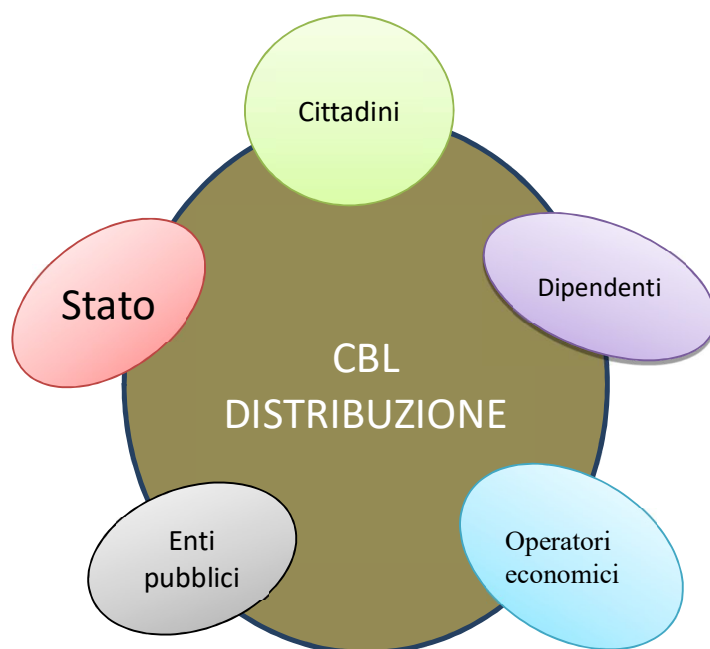 Cittadini
Stato
Dipendenti
CBL
DISTRIBUZIONE
Enti
pubblici
Operatori
economici